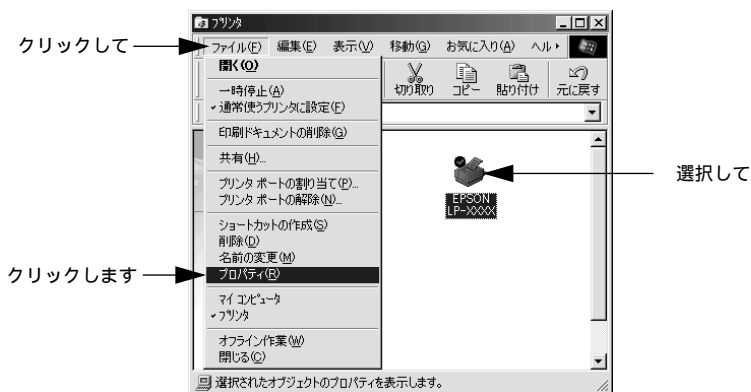 プリンタ
クリックして
ファイル(F) 編集(E) 表示(V) 移動(G) お気に入り(A) ヘル
切り取り コピー 貼り付け 元に戻す
開く(O)
一時停止(A)
通常使うプリンタに設定(F)
印刷ドキュメントの削除(G)
共有(H)...
プリンタ ポートの割り当て(P)...
プリンタ ポートの解除(N)...
ショートカットの作成(S)
削除(D)
名前の変更(M)
プロパティ(R)
マイ コンピュータ
プリンタ
オフライン作業(W)
閉じる(C)
EPSON
LP-XXXX
選択して
クリックします
選択されたオブジェクトのプロパティを表示します。